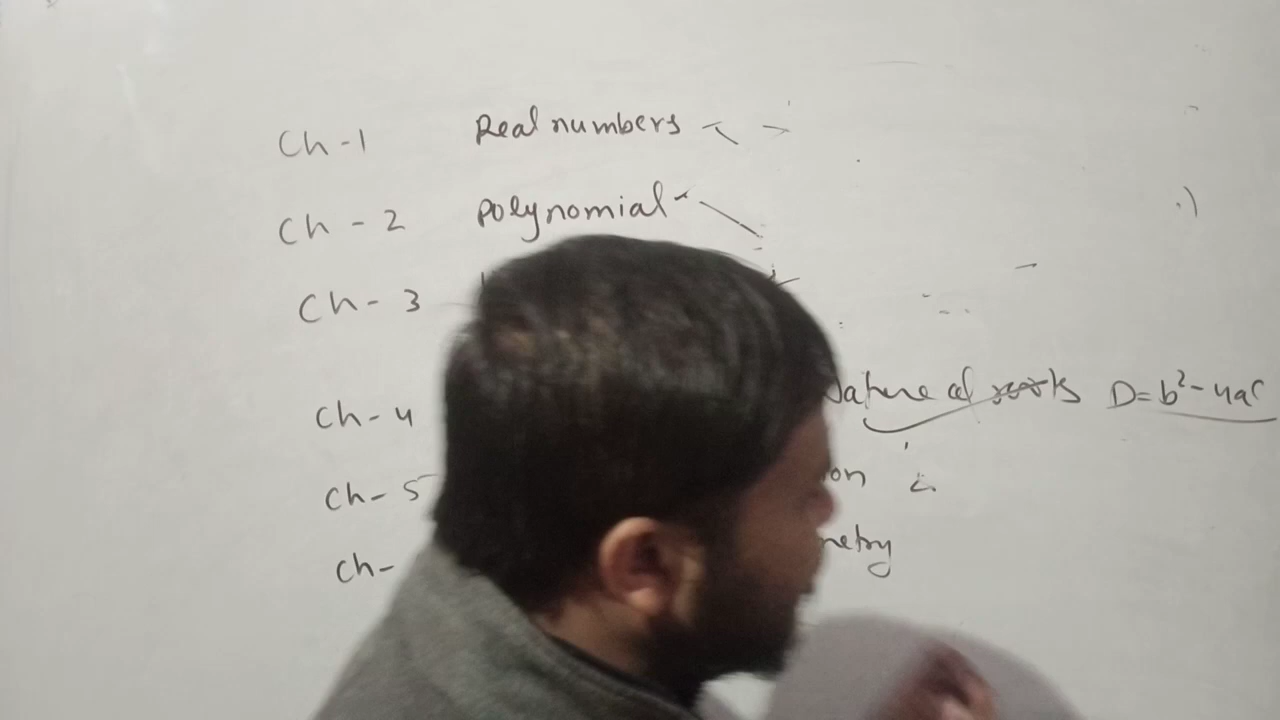 Ch-1 Real numbers
Ch-2 polynomial
Ch-3
Ch-4 Nature of roots D=b²-4ac
Ch-5 on
Ch- netry